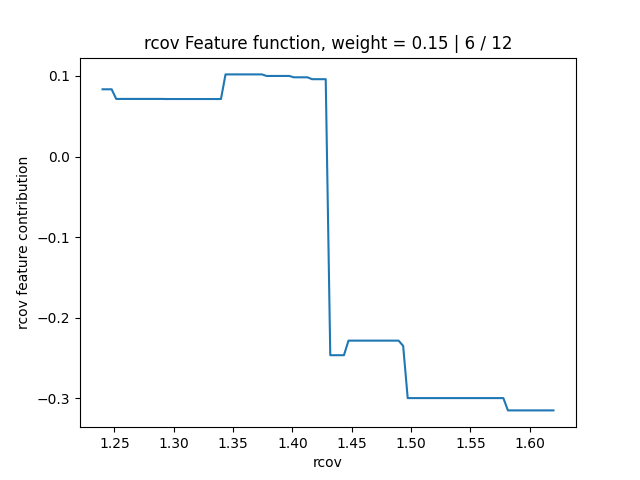 rcov Feature function, weight = 0.15 | 6 / 12
0.1
0.0
−0.1
−0.2
−0.3
rcov feature contribution
1.25 1.30 1.35 1.40 1.45 1.50 1.55 1.60
rcov